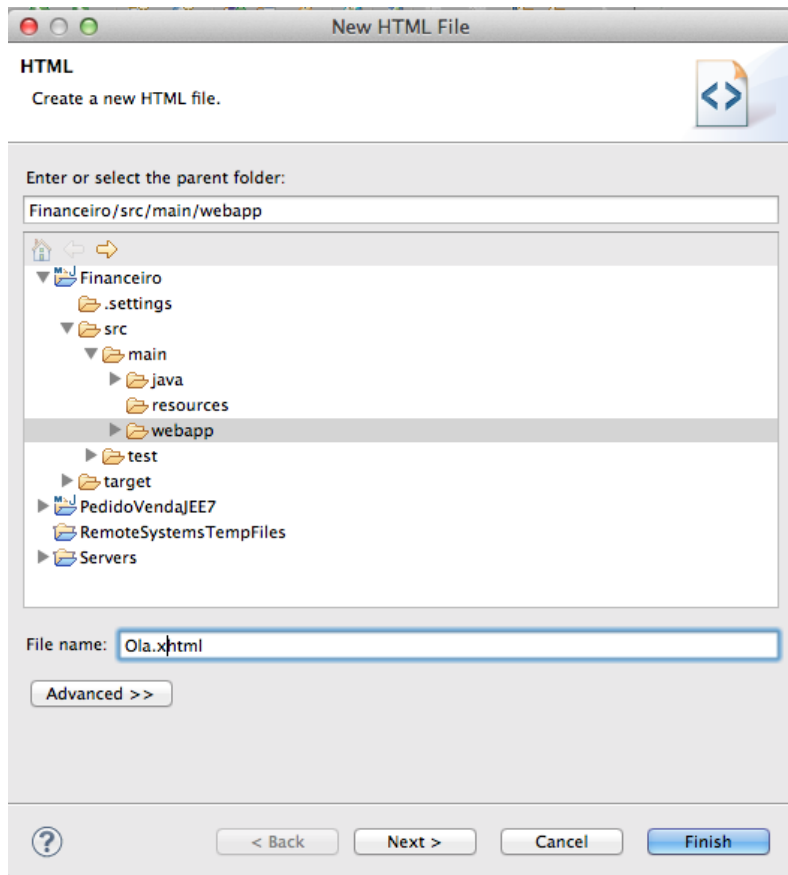 New HTML File
HTML
Create a new HTML file.
Enter or select the parent folder:
Financeiro/src/main/webapp
Financeiro
.settings
src
main
java
resources
webapp
test
target
PedidoVendaJEE7
RemoteSystemsTempFiles
Servers
File name: Ola.xhtml
Advanced >>
? < Back Next > Cancel Finish